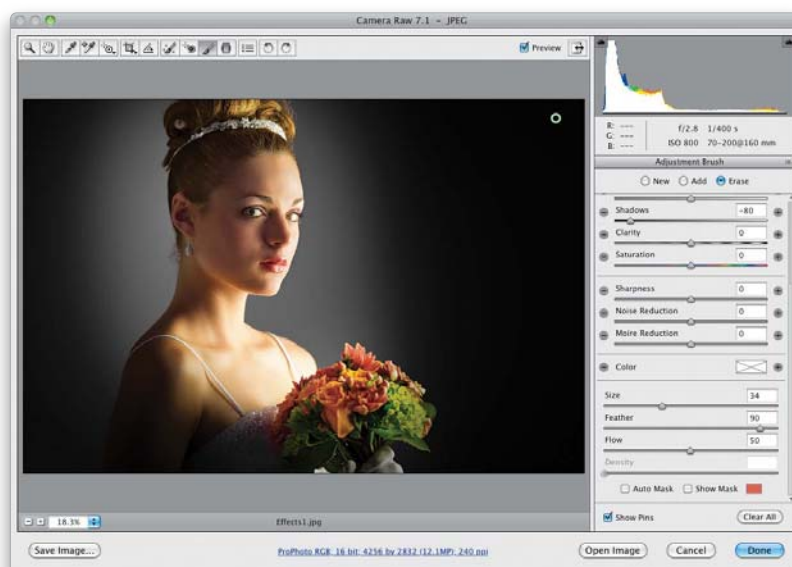 Camera Raw 7.1 – JPEG
Preview
R: ---
G: ---
B: ---
f/2.8 1/400 s
ISO 800 70-200@160 mm
Adjustment Brush
New Add Erase
Shadows -80
Clarity 0
Saturation 0
Sharpness 0
Noise Reduction 0
Moire Reduction 0
Color
Size 34
Feather 90
Flow 50
Density
Auto Mask Show Mask
Show Pins Clear All
18.3% Effects1.jpg
Save Image... ProPhoto RGB; 16 bit; 4256 by 2832 (12.1MP); 240 ppi Open Image Cancel Done